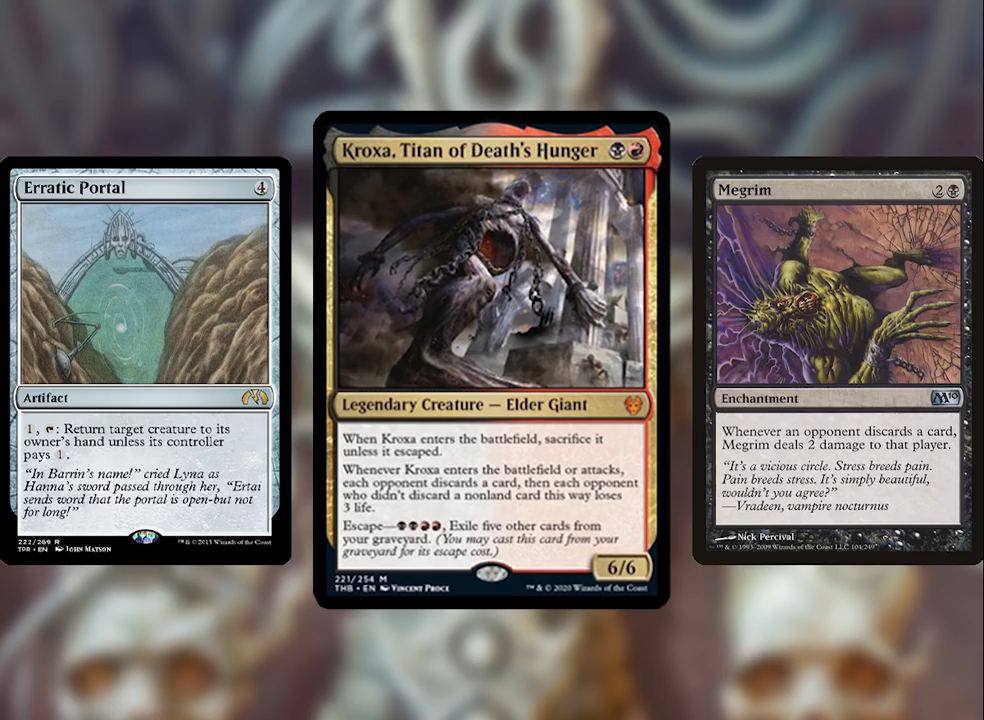 Erratic Portal 4
Artifact
1, T: Return target creature to its
owner's hand unless its controller
pays 1.
"In Barrin's name!" cried Lyna as
Hanna's sword passed through her, "Ertai
sends word that the portal is open–but not
for long!"
222/269 R
TPR • EN JOHN MATSON
™ & © 2015 Wizards of the Coast
Kroxa, Titan of Death's Hunger
Legendary Creature — Elder Giant
When Kroxa enters the battlefield, sacrifice it
unless it escaped.
Whenever Kroxa enters the battlefield or attacks,
each opponent discards a card, then each opponent
who didn't discard a nonland card this way loses
3 life.
Escape—, Exile five other cards from
your graveyard. (You may cast this card from your
graveyard for its escape cost.)
6/6
221/254 M
THB • EN VINCENT PROCE
™ & © 2020 Wizards of the Coast
Megrim 2
Enchantment M10
Whenever an opponent discards a card,
Megrim deals 2 damage to that player.
"It's a vicious circle. Stress breeds pain.
Pain breeds stress. It's simply beautiful,
wouldn't you agree?"
—Vradeen, vampire nocturnus
Nick Percival
™ & © 1993–2009 Wizards of the Coast LLC 104/249